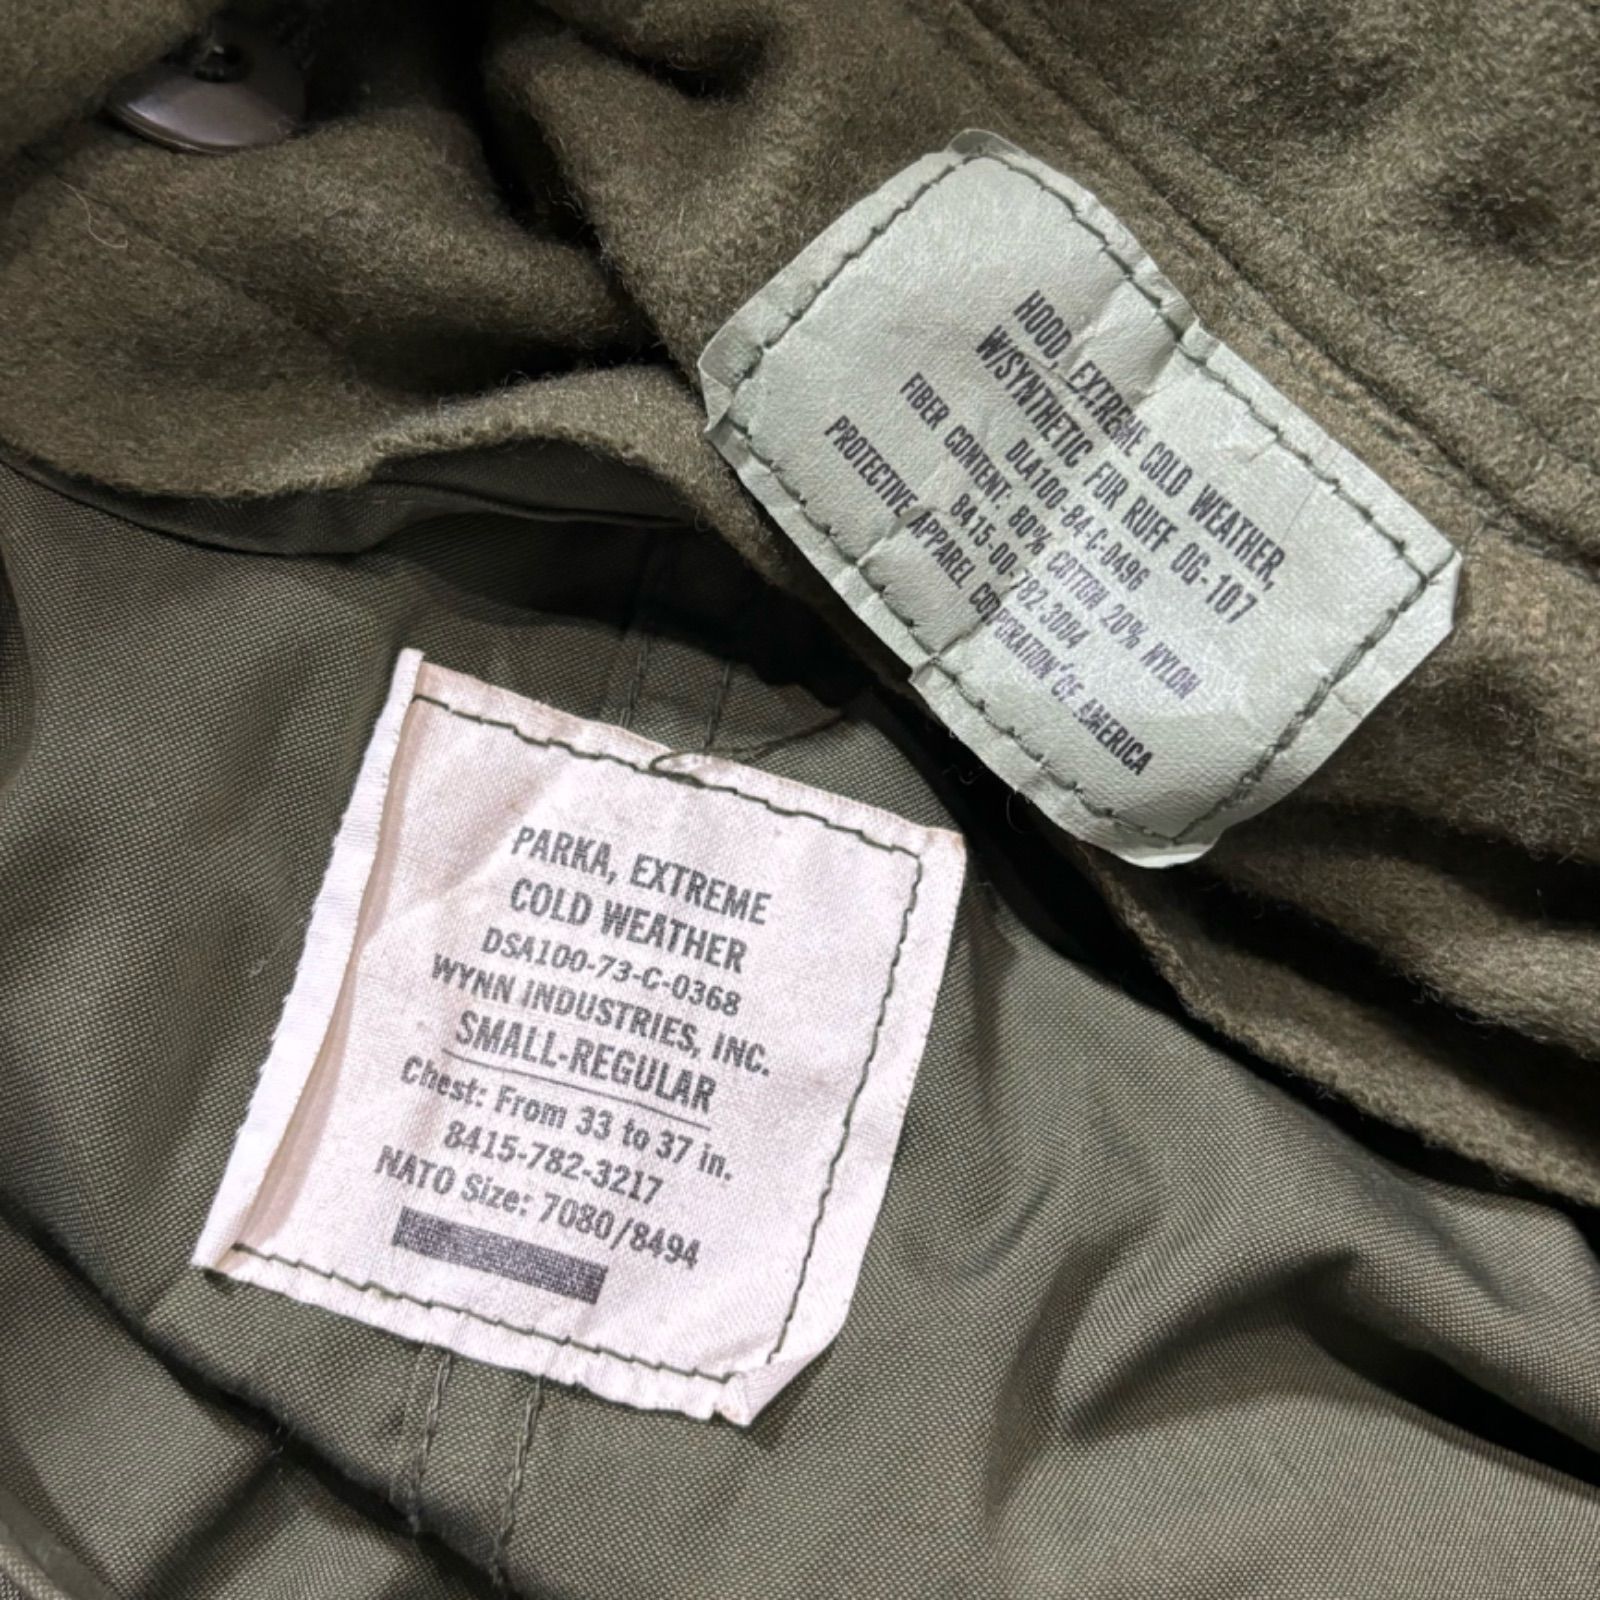 HOOD, EXTREME COLD WEATHER,
W/SYNTHETIC FUR RUFF OG-107
DLA100-84-C-0496
FIBER CONTENT: 80% COTTON 20% NYLON
8415-00-782-3004
PROTECTIVE APPAREL CORPORATION OF AMERICA
PARKA, EXTREME
COLD WEATHER
DSA100-73-C-0368
WYNN INDUSTRIES, INC.
SMALL-REGULAR
Chest: From 33 to 37 in.
8415-782-3217
NATO Size: 7080/8494